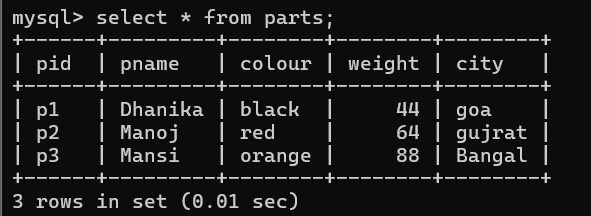 mysql> select * from parts;
+------+---------+--------+--------+---------+
| pid  | pname   | colour | weight | city    |
+------+---------+--------+--------+---------+
| p1   | Dhanika | black  |     44 | goa     |
| p2   | Manoj   | red    |     64 | gujrat  |
| p3   | Mansi   | orange |     88 | Bangal  |
+------+---------+--------+--------+---------+
3 rows in set (0.01 sec)